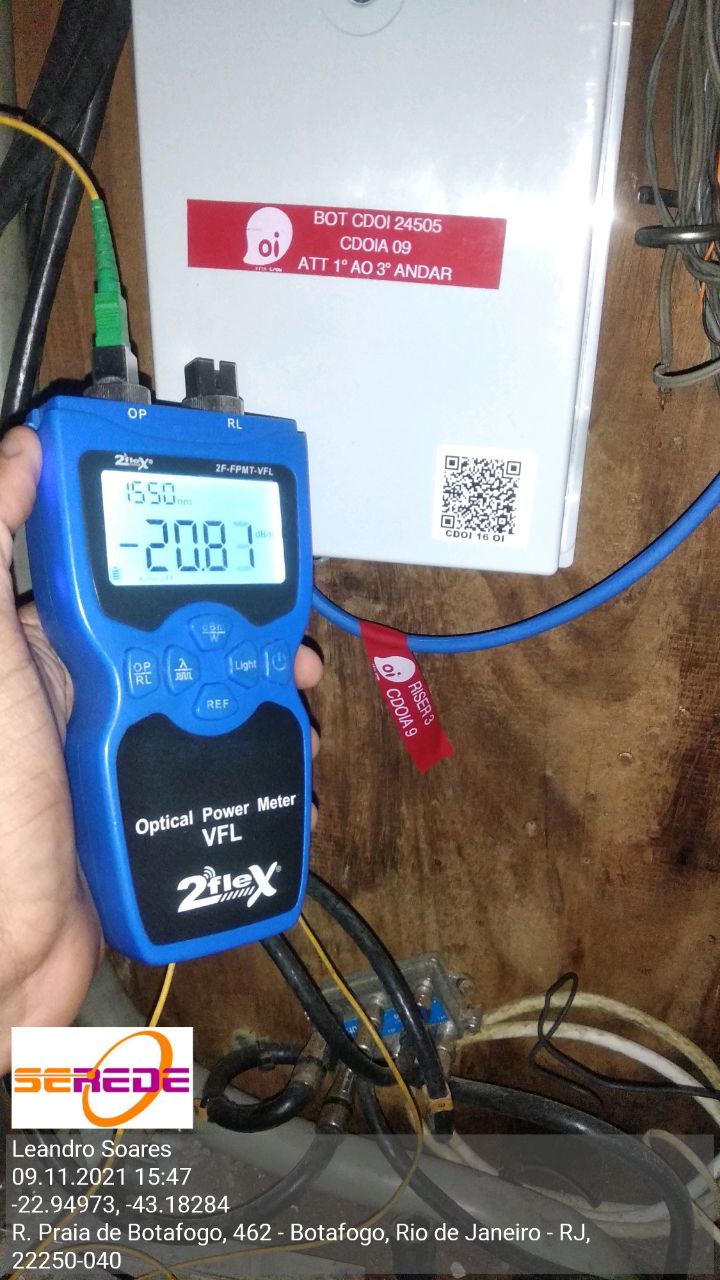 oi
BOT CDOI 24505
CDOIA 09
ATT 1° AO 3° ANDAR
OP
RL
2fleX
2F-FPMT-VFL
1550nm
-20.81 dBm
CDOI 16 OI
OP
RL
λ
Light
REF
oi
RISER 3
CDOIA 9
Optical Power Meter
VFL
2fleX
SEREDE
Leandro Soares
09.11.2021 15:47
-22.94973, -43.18284
R. Praia de Botafogo, 462 - Botafogo, Rio de Janeiro - RJ,
22250-040